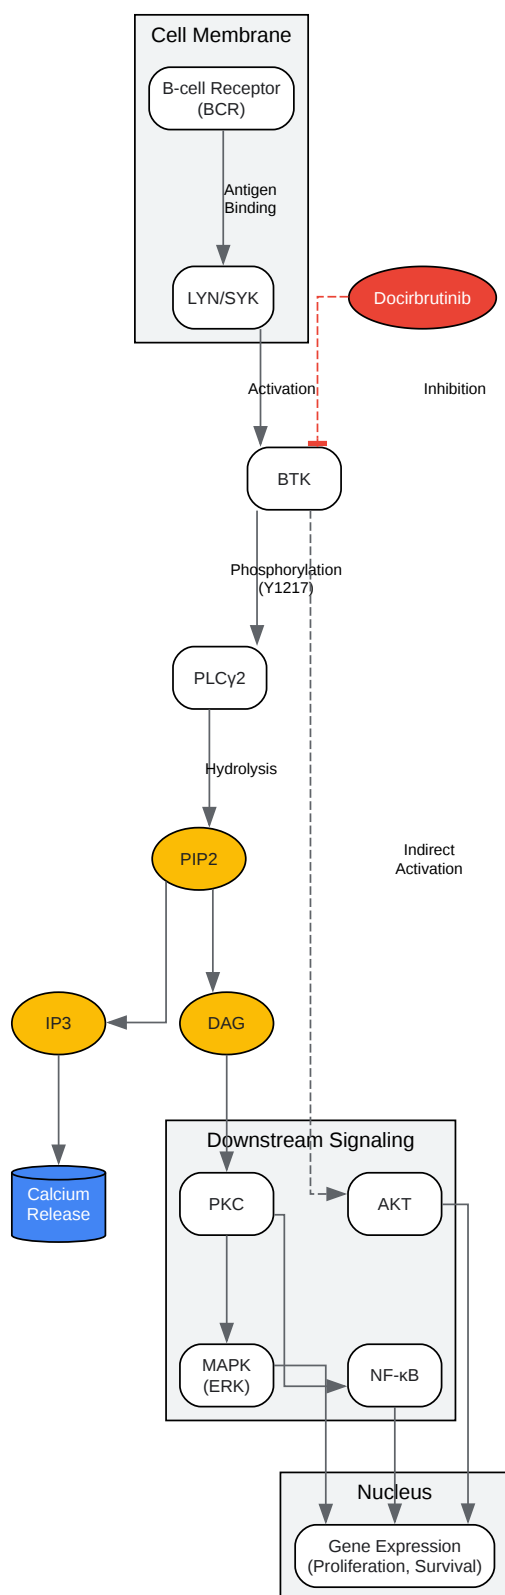 Cell Membrane
B-cell Receptor
(BCR)
Antigen
Binding
LYN/SYK
Docirbrutinib
Activation
Inhibition
BTK
Phosphorylation
(Y1217)
PLCγ2
Hydrolysis
PIP2
Indirect
Activation
IP3
DAG
Downstream Signaling
Calcium
Release
PKC
AKT
MAPK
(ERK)
NF-κB
Nucleus
Gene Expression
(Proliferation, Survival)